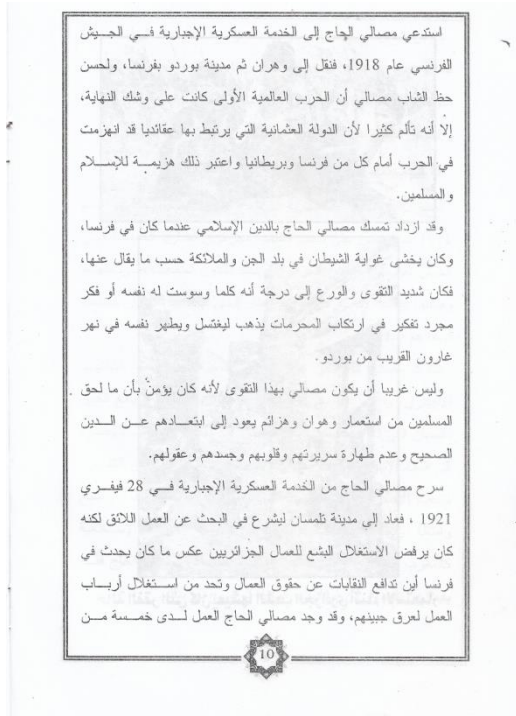 استدعي مصالي الحاج إلى الخدمة العسكرية الإجبارية في الجيش
الفرنسي عام 1918، فنقل إلى وهران ثم مدينة بوردو بفرنسا، ولحسن
حظ الشاب مصالي أن الحرب العالمية الأولى كانت على وشك النهاية،
إلا أنه تألم كثيرا لأن الدولة العثمانية التي يرتبط بها عقائديا قد انهزمت
في الحرب أمام كل من فرنسا وبريطانيا واعتبر ذلك هزيمة للإسلام
والمسلمين.
وقد ازداد تمسك مصالي الحاج بالدين الإسلامي عندما كان في فرنسا،
وكان يخشى غواية الشيطان في بلد الجن والملائكة حسب ما يقال عنها،
فكان شديد التقوى والورع إلى درجة أنه كلما وسوست له نفسه أو فكر
مجرد تفكير في ارتكاب المحرمات يذهب ليغتسل ويطهر نفسه في نهر
غارون القريب من بوردو.
وليس غريبا أن يكون مصالي بهذا التقوى لأنه كان يؤمن بأن ما لحق
المسلمين من استعمار وهوان وهزائم يعود إلى ابتعادهم عن الدين
الصحيح وعدم طهارة سريرتهم وقلوبهم وجسدهم وعقولهم.
سرح مصالي الحاج من الخدمة العسكرية الإجبارية في 28 فيفري
1921 ، فعاد إلى مدينة تلمسان ليشرع في البحث عن العمل اللائق لكنه
كان يرفض الاستغلال البشع للعمال الجزائريين عكس ما كان يحدث في
فرنسا أين تدافع النقابات عن حقوق العمال وتحد من استغلال أرباب
العمل لعرق جبينهم، وقد وجد مصالي الحاج العمل لدى خمسة من
10